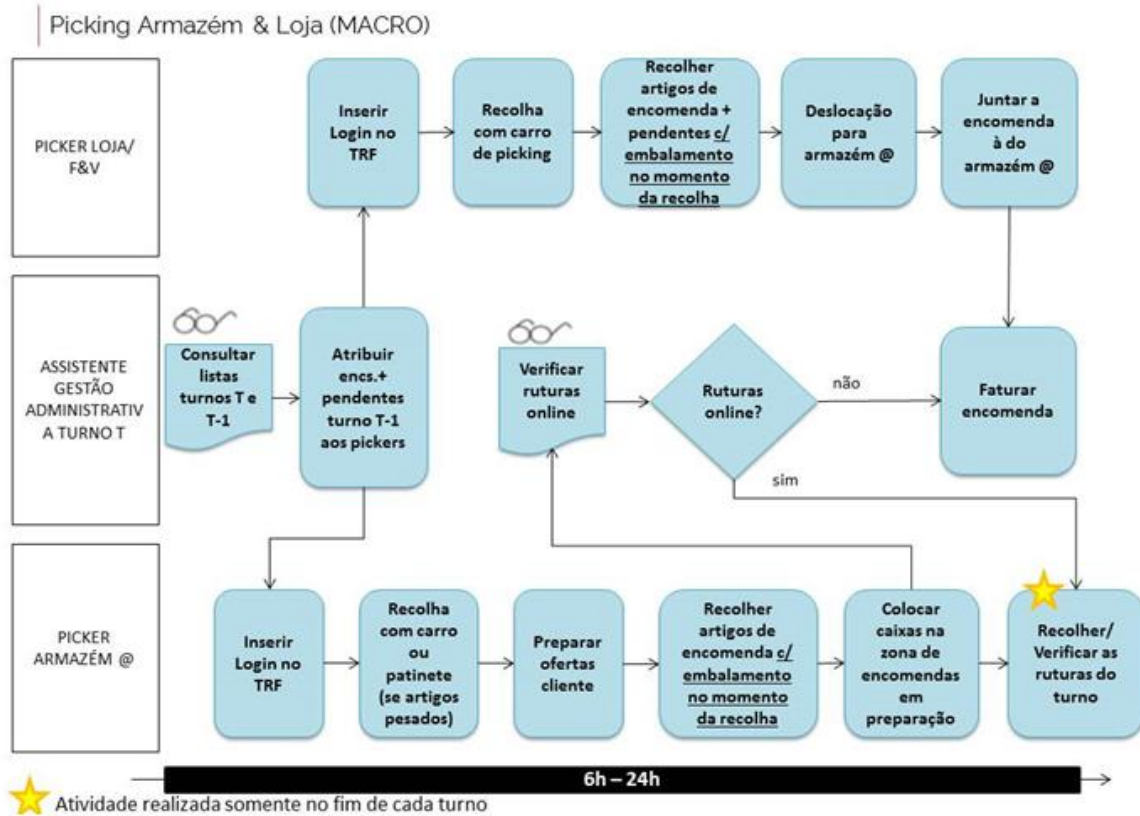 Picking Armazém & Loja (MACRO)
PICKER LOJA/
F&V
Inserir
Login no
TRF
Recolha
com carro
de picking
Recolher
artigos de
encomenda +
pendentes c/
embalamento
no momento
da recolha
Deslocação
para
armazém @
Juntar a
encomenda
à do
armazém @
ASSISTENTE
GESTÃO
ADMINISTRATIV
A TURNO T
Consultar
listas
turnos T e
T-1
Atribuir
encs.+
pendentes
turno T-1
aos pickers
Verificar
ruturas
online
Ruturas
online?
não
sim
Faturar
encomenda
PICKER
ARMAZÉM @
Inserir
Login no
TRF
Recolha
com carro
ou
patinete
(se artigos
pesados)
Preparar
ofertas
cliente
Recolher
artigos de
encomenda c/
embalamento
no momento
da recolha
Colocar
caixas na
zona de
encomendas
em
preparação
Recolher/
Verificar as
ruturas do
turno
6h – 24h
Atividade realizada somente no fim de cada turno